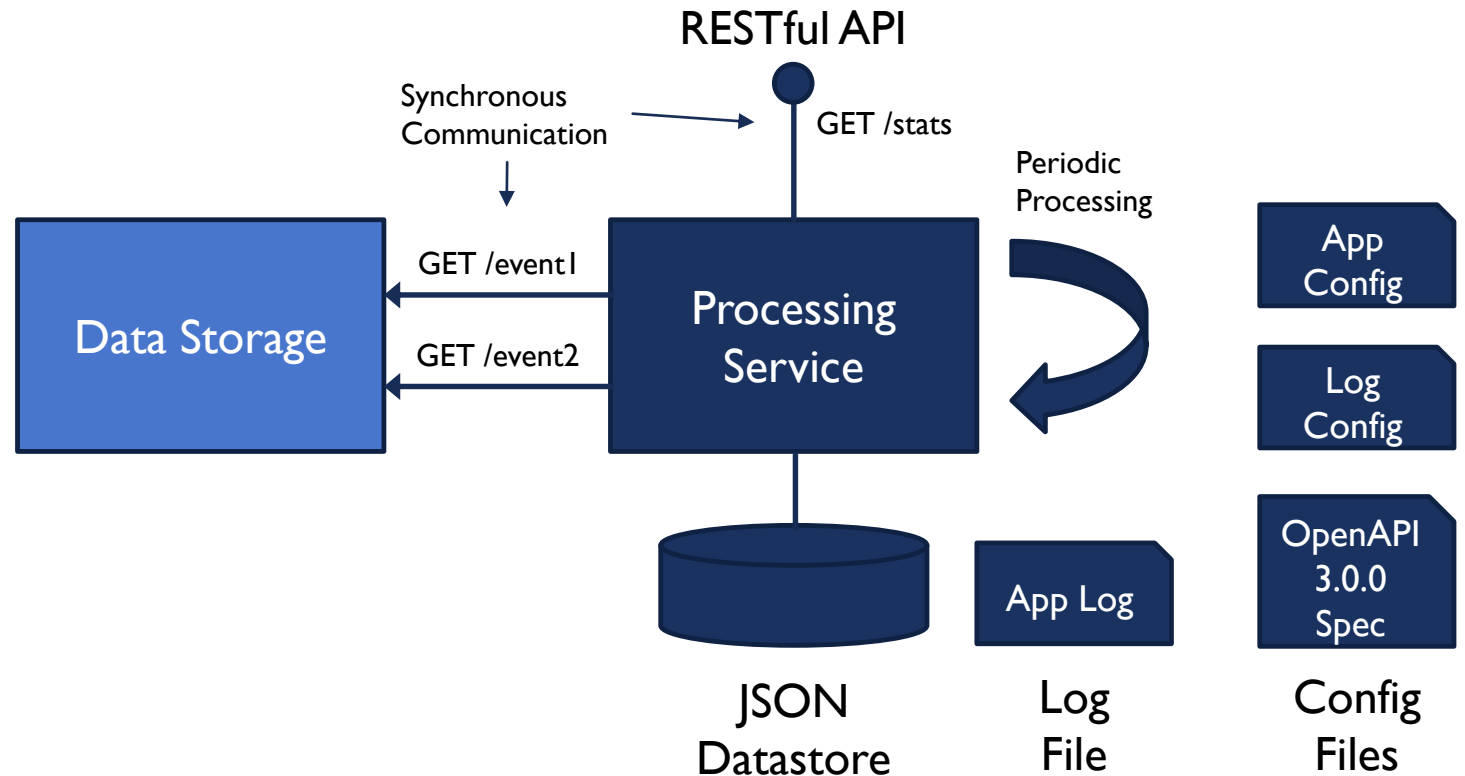 RESTful API
Synchronous
Communication
GET /stats
Periodic
Processing
GET /event1
GET /event2
Data Storage
Processing
Service
App
Config
Log
Config
OpenAPI
3.0.0
Spec
App Log
JSON
Datastore
Log
File
Config
Files